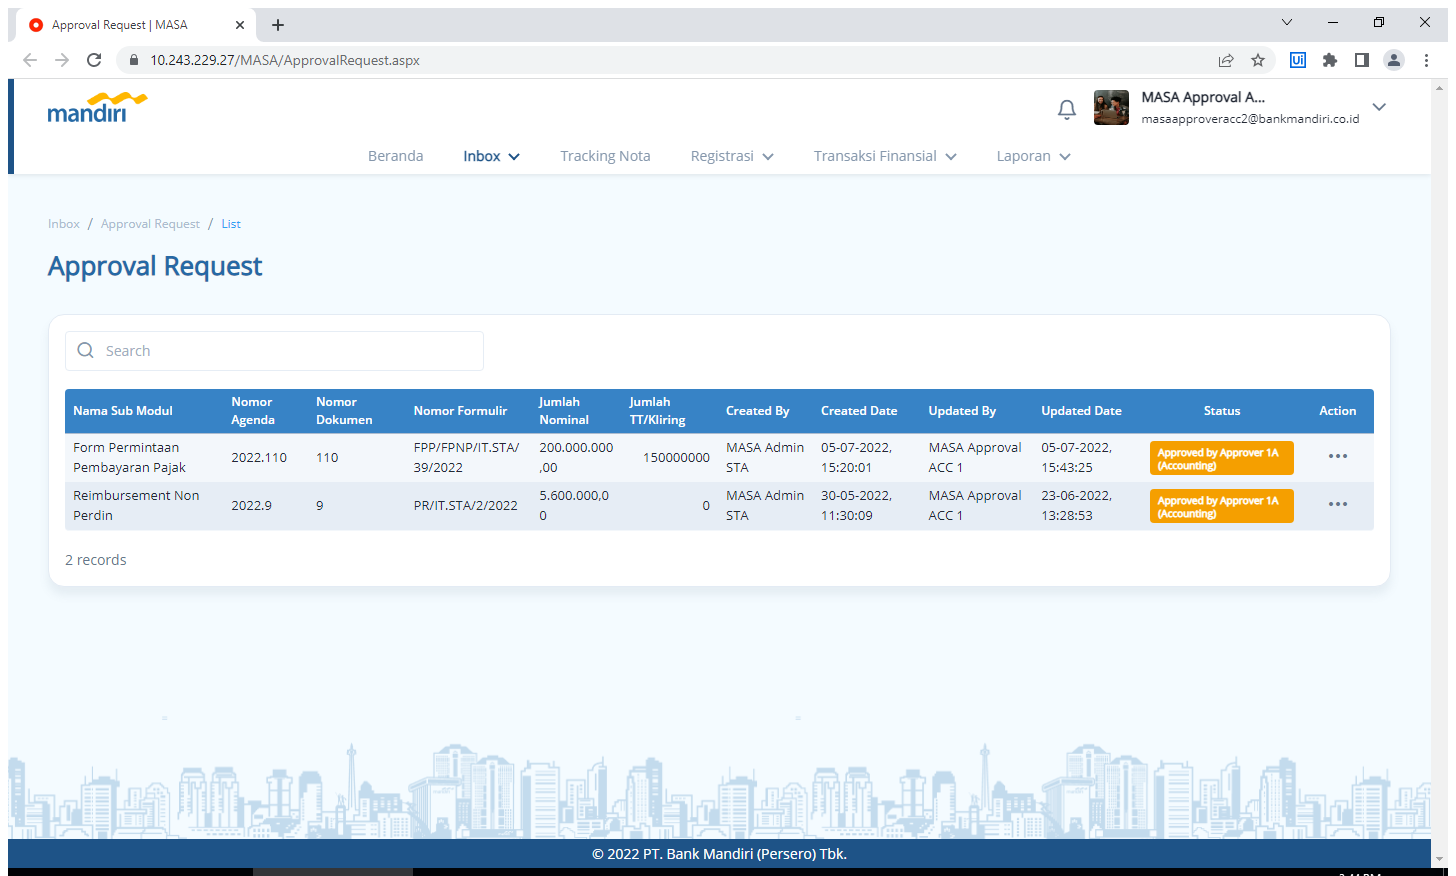 Approval Request | MASA
10.243.229.27/MASA/ApprovalRequest.aspx
Ui
mandiri
MASA Approval A...
masaapproveracc2@bankmandiri.co.id
Beranda
Inbox
Tracking Nota
Registrasi
Transaksi Finansial
Laporan
Inbox / Approval Request / List
Approval Request
Search
Nama Sub Modul
Nomor
Agenda
Nomor
Dokumen
Nomor Formulir
Jumlah
Nominal
Jumlah
TT/Kliring
Created By
Created Date
Updated By
Updated Date
Status
Action
Form Permintaan
Pembayaran Pajak
2022.110
110
FPP/FPNP/IT.STA/
39/2022
200.000.000
,00
150000000
MASA Admin
STA
05-07-2022,
15:20:01
MASA Approval
ACC 1
05-07-2022,
15:43:25
Approved by Approver 1A
(Accounting)
Reimbursement Non
Perdin
2022.9
9
PR/IT.STA/2/2022
5.600.000,0
0
0
MASA Admin
STA
30-05-2022,
11:30:09
MASA Approval
ACC 1
23-06-2022,
13:28:53
Approved by Approver 1A
(Accounting)
2 records
© 2022 PT. Bank Mandiri (Persero) Tbk.